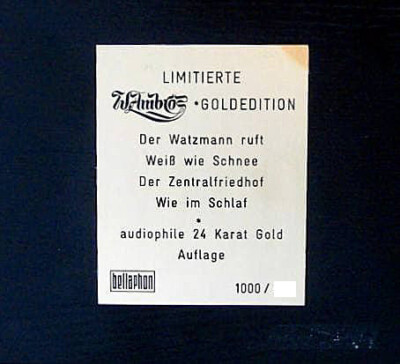 LIMITIERTE
W. Ambros • GOLDEDITION
Der Watzmann ruft
Weiß wie Schnee
Der Zentralfriedhof
Wie im Schlaf
•
audiophile 24 Karat Gold
Auflage
bellaphon
1000 /